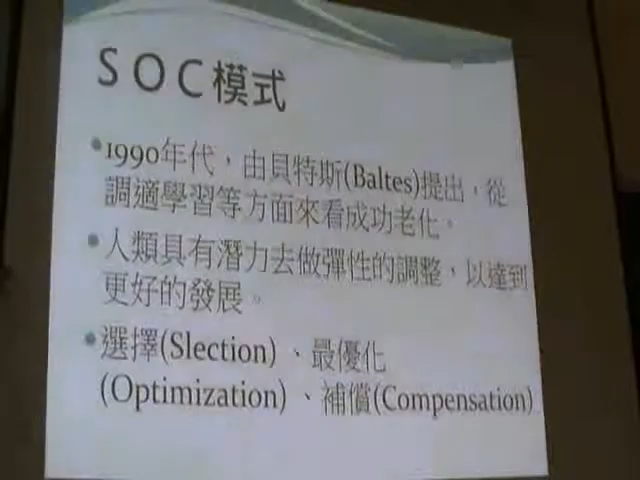 SOC模式
•1990年代，由貝特斯(Baltes)提出，從
調適學習等方面來看成功老化。
•人類具有潛力去做彈性的調整，以達到
更好的發展。
•選擇(Slection)、最優化
(Optimization)、補償(Compensation)